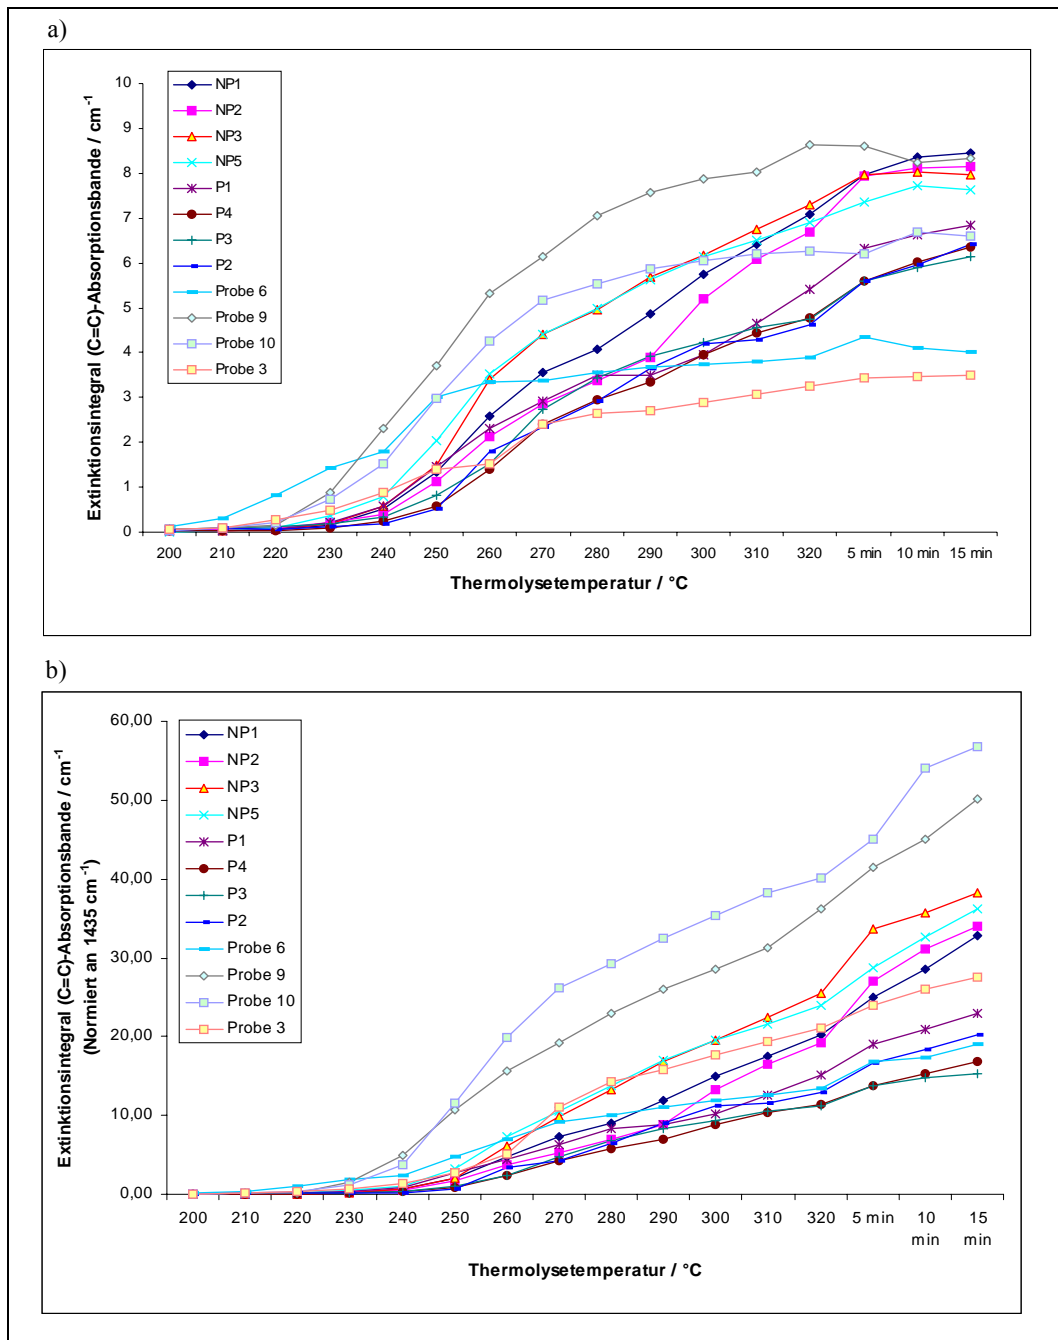 a)
Extinktionsintegral (C=C)-Absorptionsbande / cm-1
10
9
8
7
6
5
4
3
2
1
0
NP1
NP2
NP3
NP5
P1
P4
P3
P2
Probe 6
Probe 9
Probe 10
Probe 3
200 210 220 230 240 250 260 270 280 290 300 310 320 5 min 10 min 15 min
Thermolysetemperatur / °C
b)
Extinktionsintegral (C=C)-Absorptionsbande / cm-1
(Normiert an 1435 cm-1)
60,00
50,00
40,00
30,00
20,00
10,00
0,00
NP1
NP2
NP3
NP5
P1
P4
P3
P2
Probe 6
Probe 9
Probe 10
Probe 3
200 210 220 230 240 250 260 270 280 290 300 310 320 5 min 10 15
min min
Thermolysetemperatur / °C